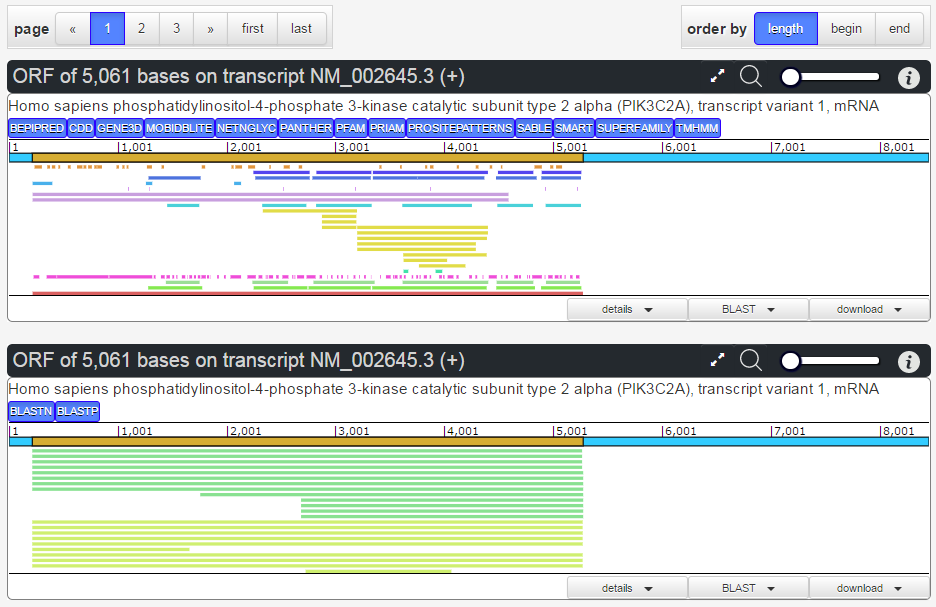 page « 1 2 3 » first last order by length begin end
ORF of 5,061 bases on transcript NM_002645.3 (+)
Homo sapiens phosphatidylinositol-4-phosphate 3-kinase catalytic subunit type 2 alpha (PIK3C2A), transcript variant 1, mRNA
BEPIPRED CDD GENE3D MOBIDBLITE NETNGLYC PANTHER PFAM PRIAM PROSITEPATTERNS SABLE SMART SUPERFAMILY TMHMM
1 1,001 2,001 3,001 4,001 5,001 6,001 7,001 8,001
details BLAST download
ORF of 5,061 bases on transcript NM_002645.3 (+)
Homo sapiens phosphatidylinositol-4-phosphate 3-kinase catalytic subunit type 2 alpha (PIK3C2A), transcript variant 1, mRNA
BLASTN BLASTP
1 1,001 2,001 3,001 4,001 5,001 6,001 7,001 8,001
details BLAST download